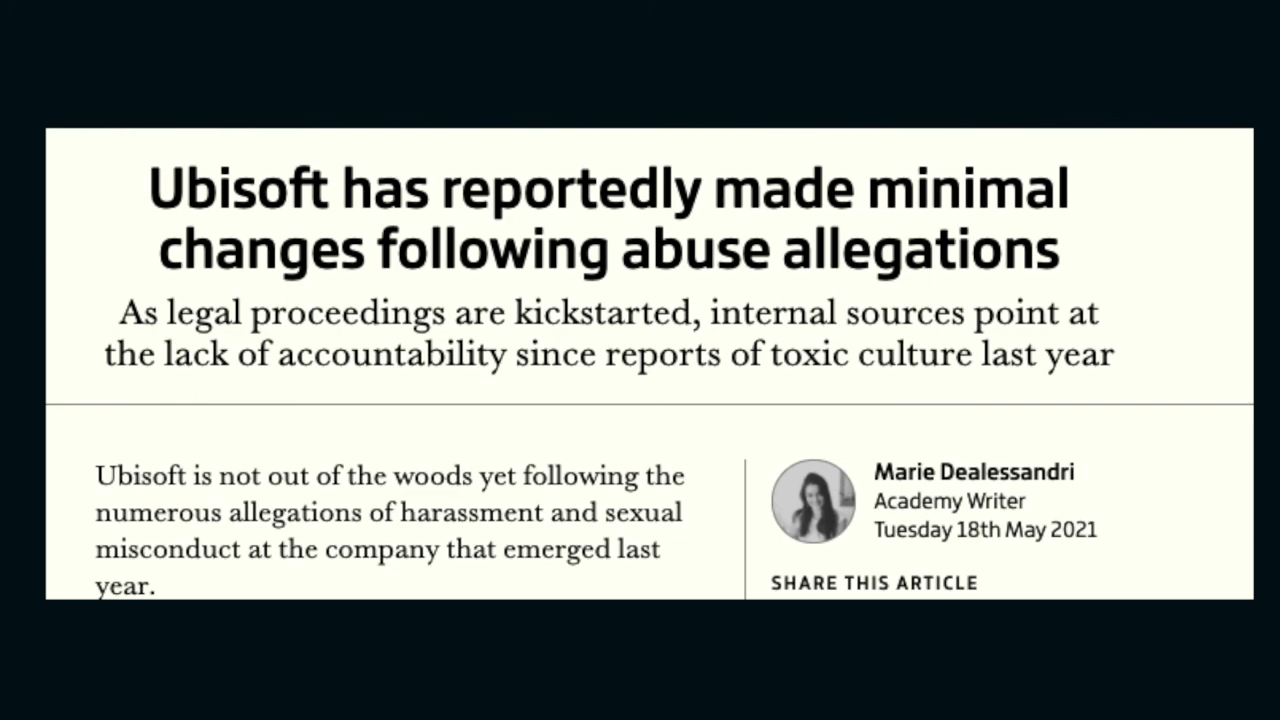 Ubisoft has reportedly made minimal
changes following abuse allegations
As legal proceedings are kickstarted, internal sources point at
the lack of accountability since reports of toxic culture last year
Ubisoft is not out of the woods yet following the
numerous allegations of harassment and sexual
misconduct at the company that emerged last
year.
Marie Dealessandri
Academy Writer
Tuesday 18th May 2021
SHARE THIS ARTICLE